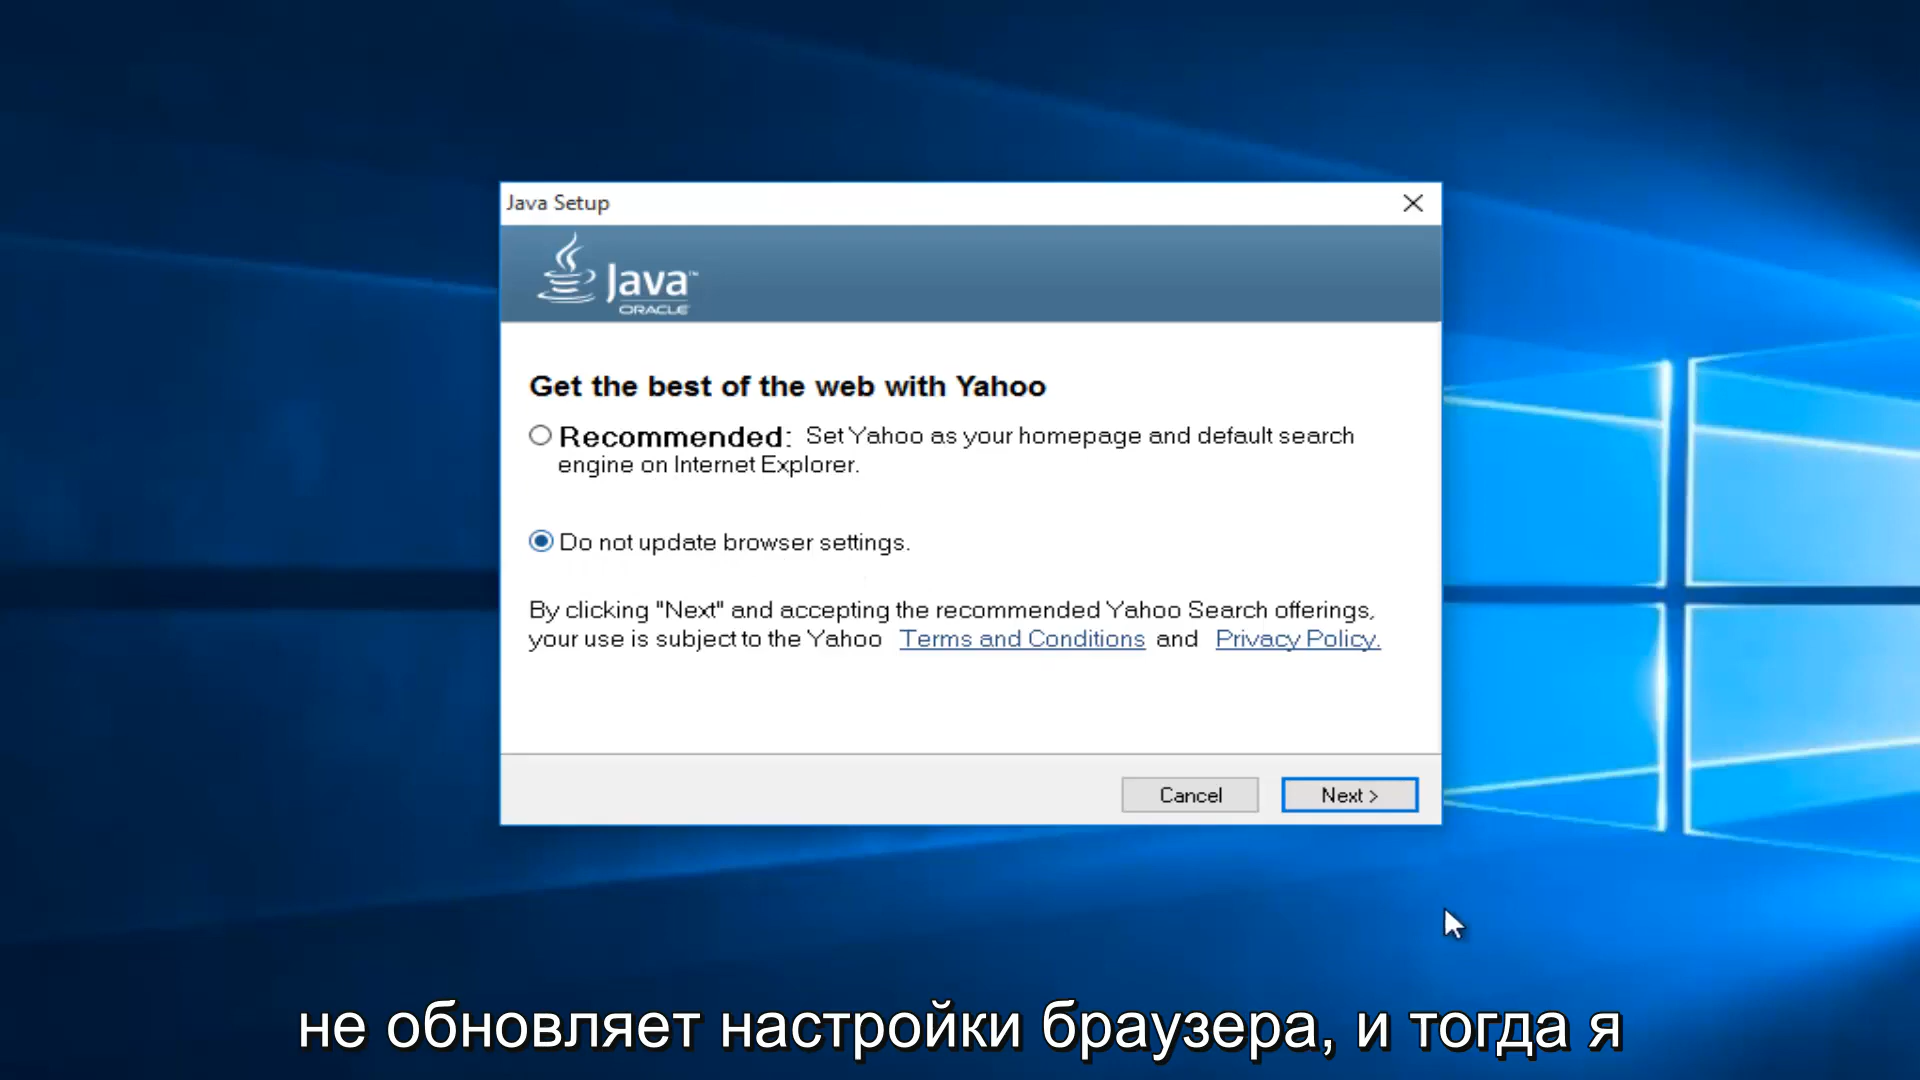 Java Setup
Java™
ORACLE
Get the best of the web with Yahoo
Recommended: Set Yahoo as your homepage and default search
engine on Internet Explorer.
Do not update browser settings.
By clicking "Next" and accepting the recommended Yahoo Search offerings,
your use is subject to the Yahoo Terms and Conditions and Privacy Policy.
Cancel
Next >
не обновляет настройки браузера, и тогда я